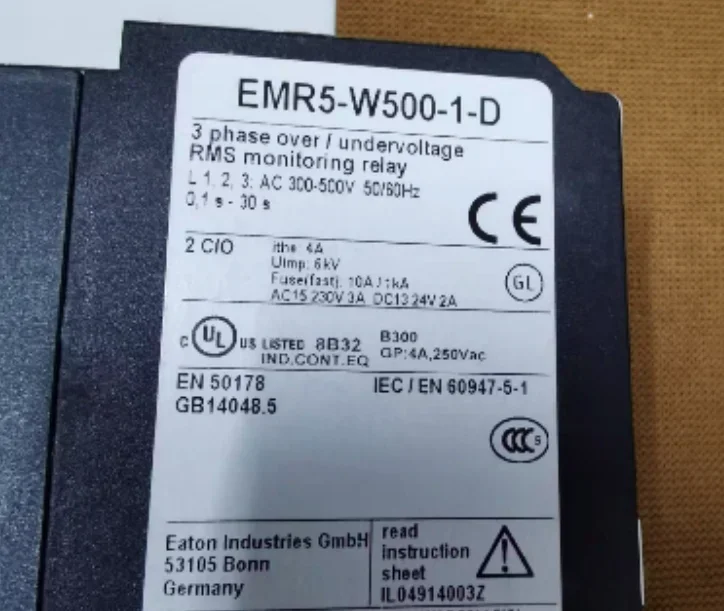 EMR5-W500-1-D
3 phase over / undervoltage
RMS monitoring relay
L 1, 2, 3: AC 300-500V 50/60Hz
0,1 s - 30 s
CE
2 C/O
ithe: 4A
Uimp: 6kV
Fuse(fast): 10A / 1kA
AC15 230V 3A DC13 24V 2A
GL
C UL US LISTED 8B32
IND.CONT.EQ
B300
GP:4A,250Vac
EN 50178
GB14048.5
IEC / EN 60947-5-1
CCC S
Eaton Industries GmbH
53105 Bonn
Germany
read
instruction
sheet
IL04914003Z